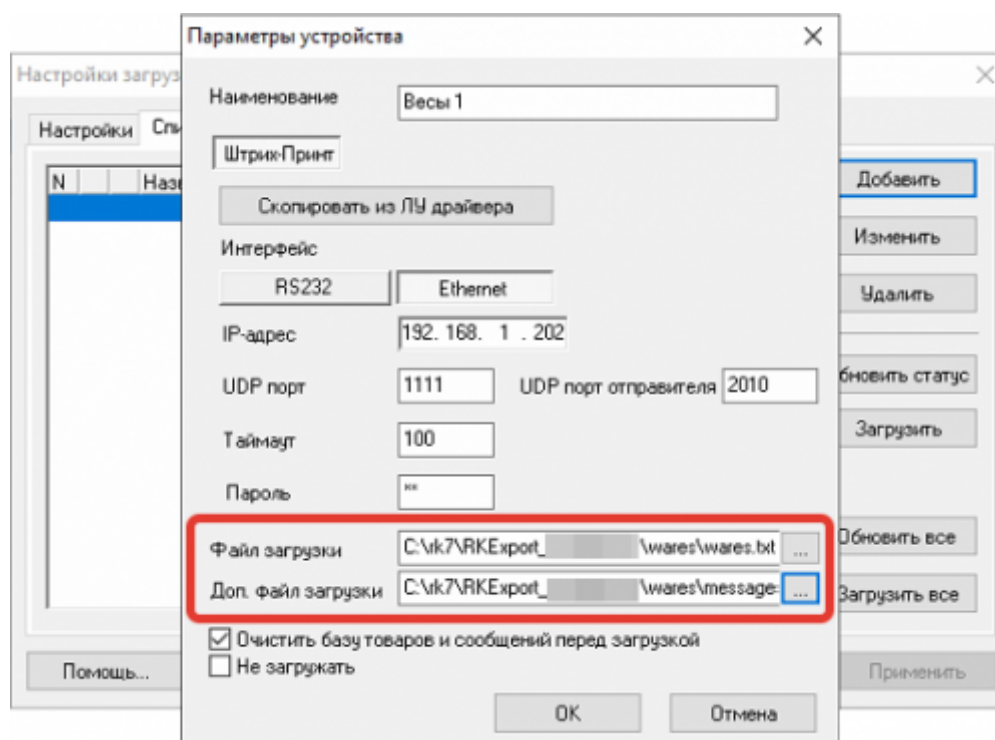 Параметры устройства
Настройки загруз
Наименование
Весы 1
Настройки
N
Штрих-Принт
Добавить
Скопировать из ЛУ драйвера
Интерфейс
Изменить
RS232
Ethernet
Удалить
IP-адрес
192. 168. 1 . 202
UDP порт
1111
UDP порт отправителя
2010
бновить статус
Таймаут
100
Загрузить
Пароль
**
Файл загрузки
C:\rk7\RKExport_ \wares\wares.txt
...
Обновить все
Доп. файл загрузки
C:\rk7\RKExport_ \wares\message
...
Загрузить все
Очистить базу товаров и сообщений перед загрузкой
Не загружать
Помощь...
Применить
OK
Отмена